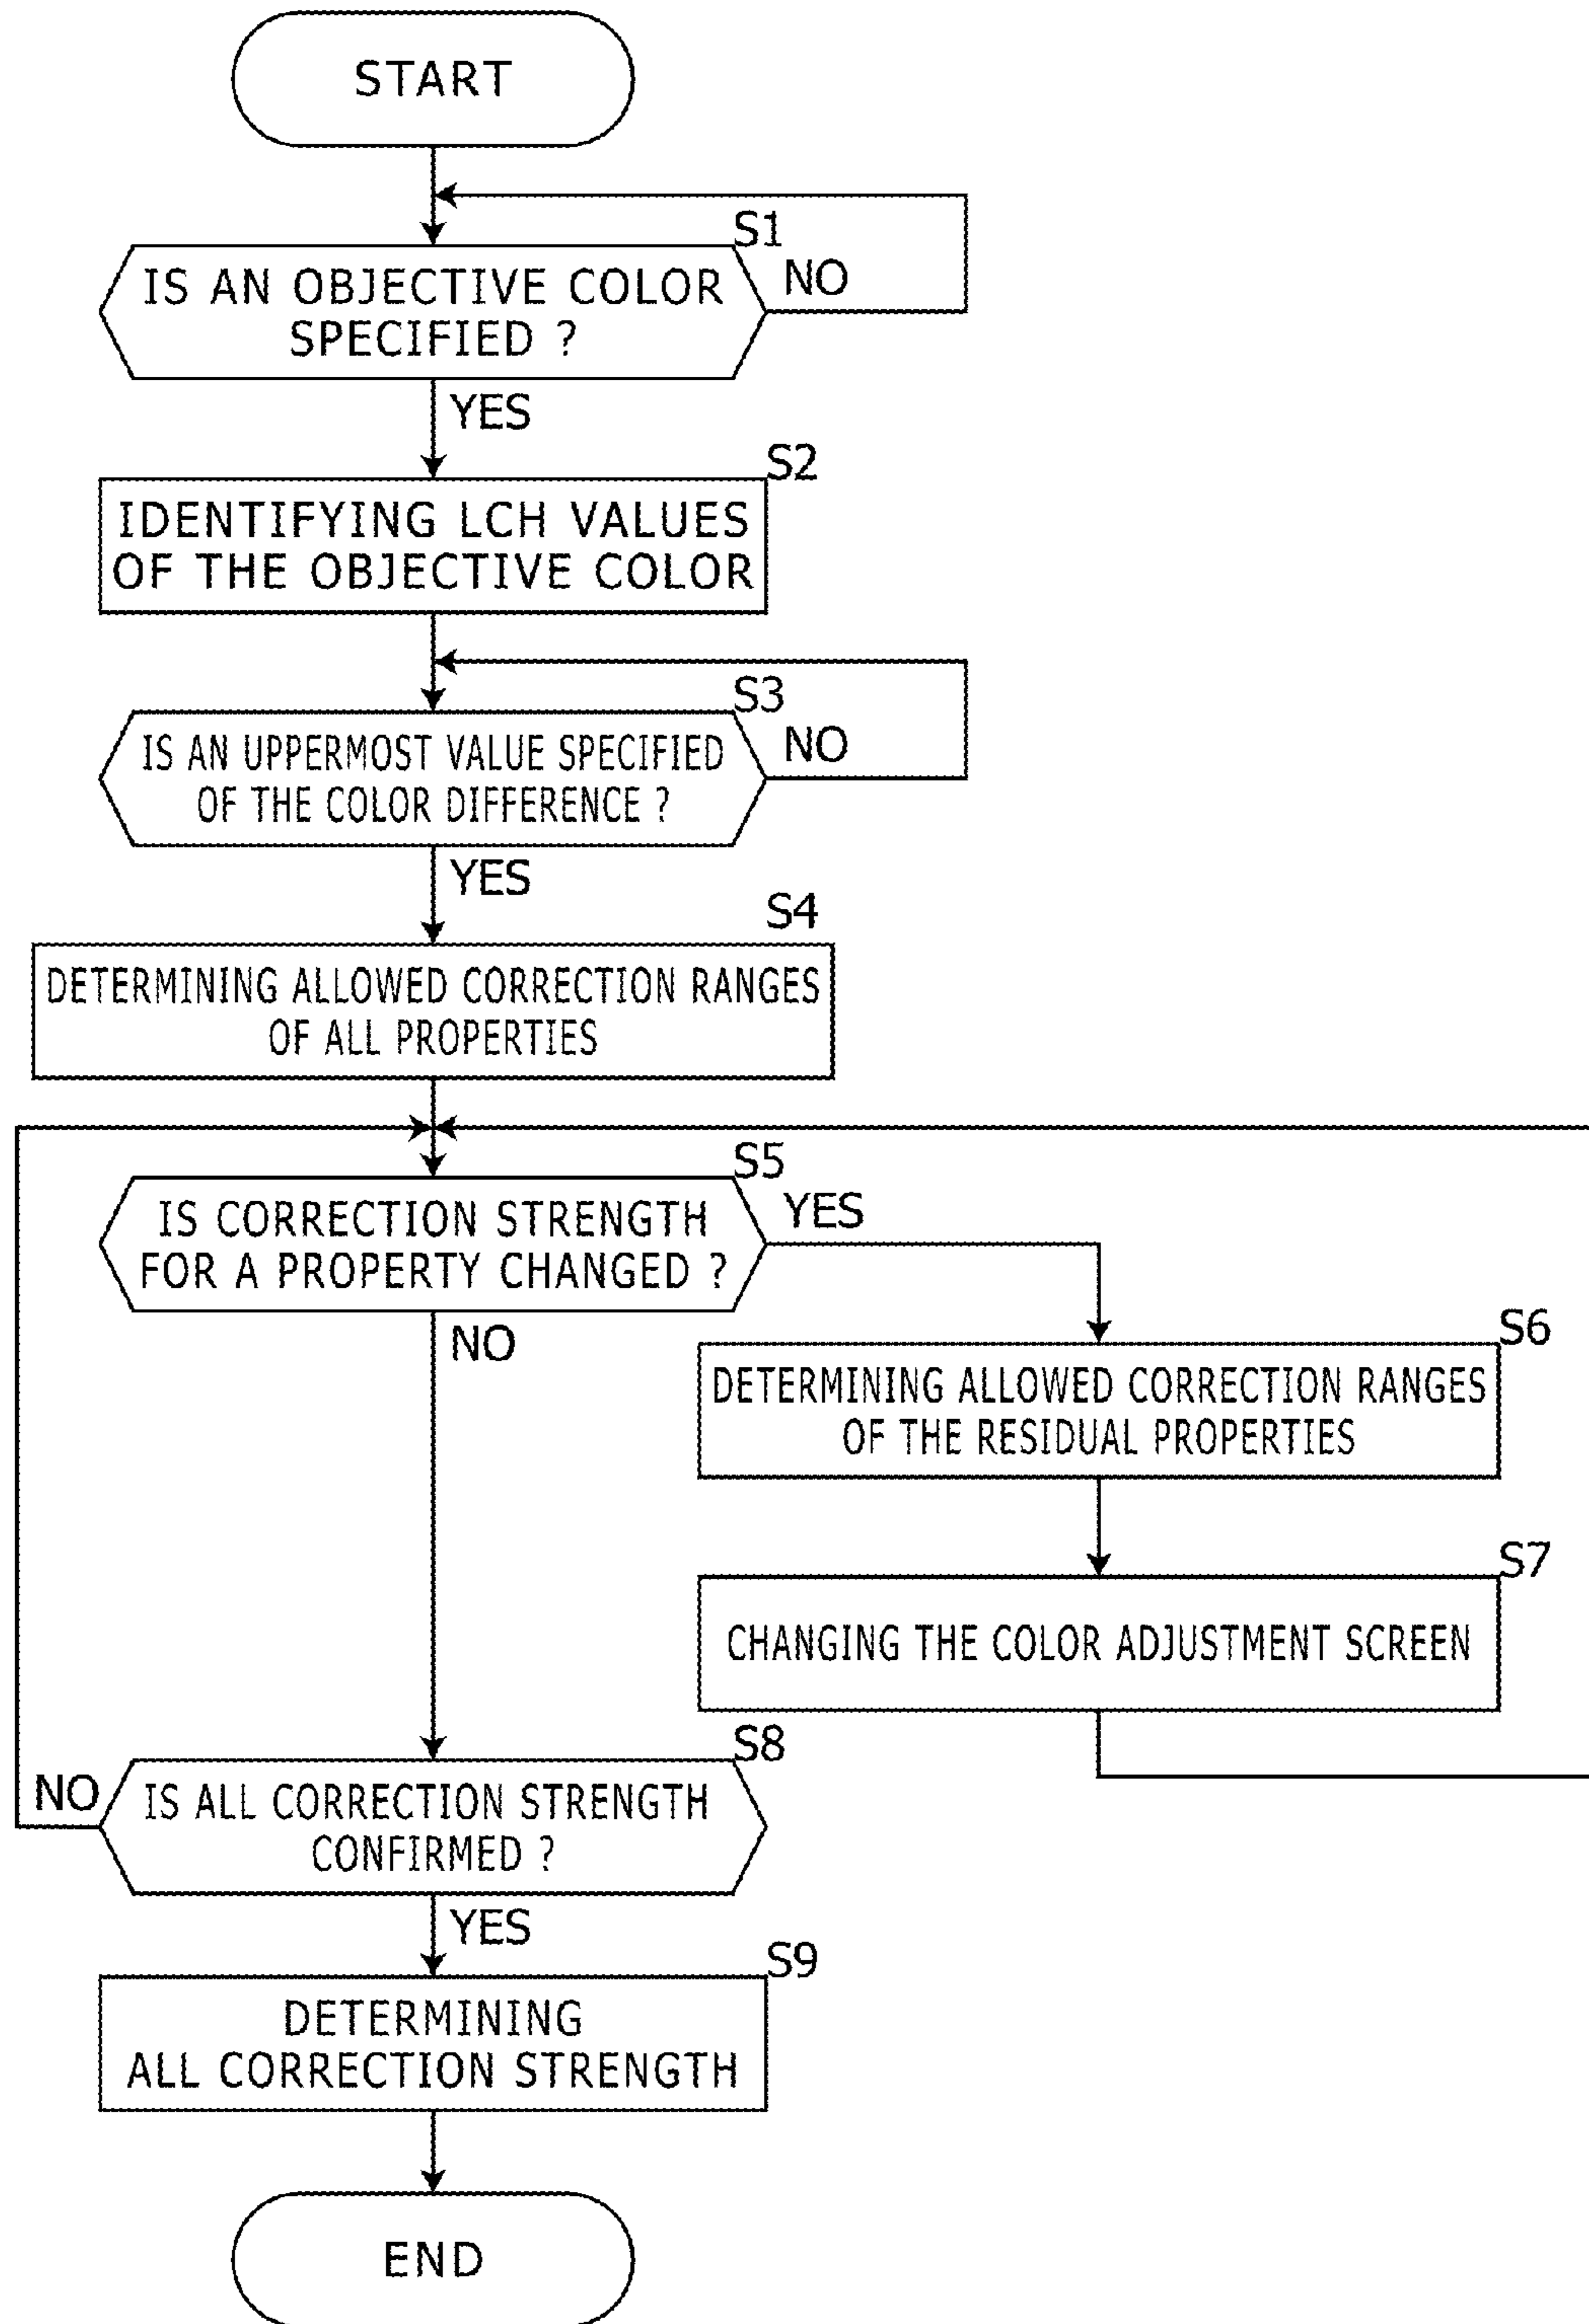 START
S1
IS AN OBJECTIVE COLOR
SPECIFIED ?
NO
YES
S2
IDENTIFYING LCH VALUES
OF THE OBJECTIVE COLOR
S3
IS AN UPPERMOST VALUE SPECIFIED
OF THE COLOR DIFFERENCE ?
NO
YES
S4
DETERMINING ALLOWED CORRECTION RANGES
OF ALL PROPERTIES
S5
IS CORRECTION STRENGTH
FOR A PROPERTY CHANGED ?
YES
NO
S6
DETERMINING ALLOWED CORRECTION RANGES
OF THE RESIDUAL PROPERTIES
S7
CHANGING THE COLOR ADJUSTMENT SCREEN
S8
IS ALL CORRECTION STRENGTH
CONFIRMED ?
NO
YES
S9
DETERMINING
ALL CORRECTION STRENGTH
END